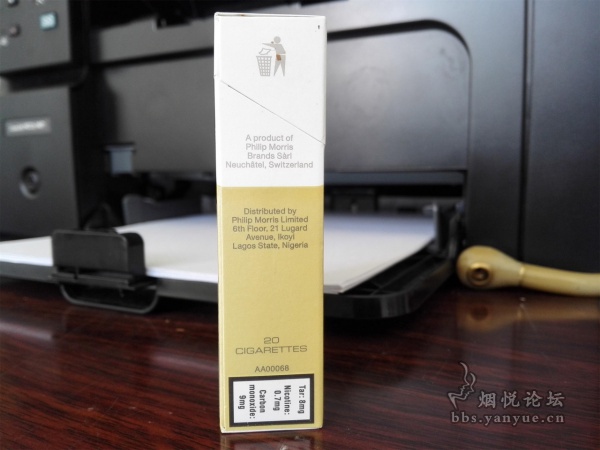 A product of
Philip Morris
Brands Sàrl
Neuchâtel, Switzerland
Distributed by
Philip Morris Limited
6th Floor, 21 Lugard
Avenue, Ikoyi
Lagos State, Nigeria
20
CIGARETTES
AA00068
Tar: 8mg
Nicotine:
0.7mg
Carbon
monoxide:
9mg
烟悦论坛
bbs.yanyue.cn